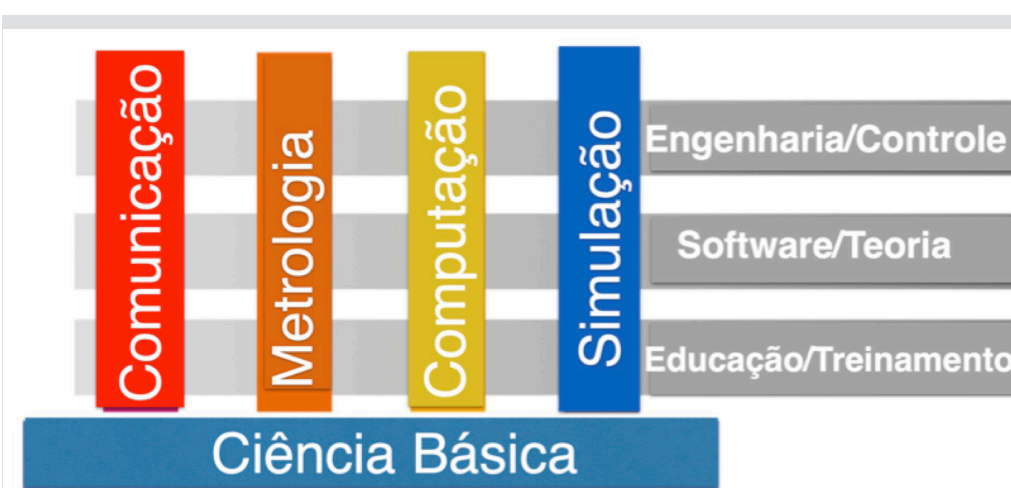 Comunicação
Metrologia
Computação
Simulação
Engenharia/Controle
Software/Teoria
Educação/Treinamento
Ciência Básica